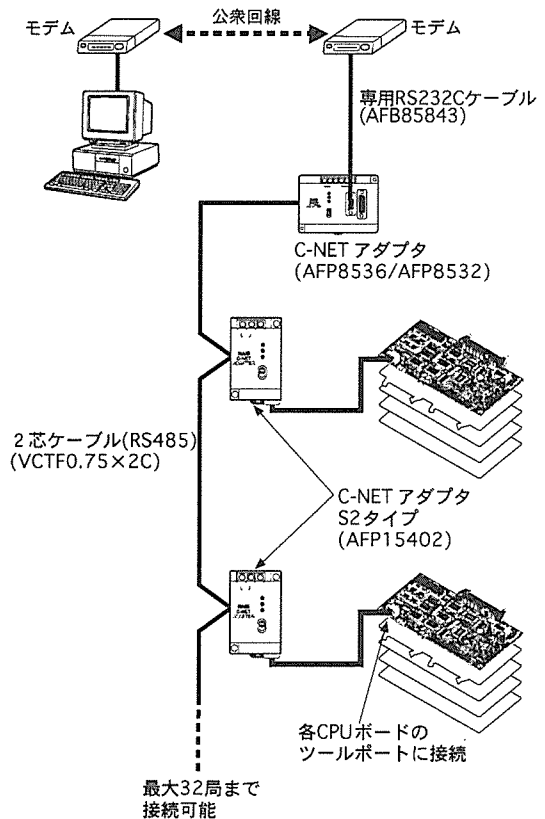 公衆回線
モデム
モデム
専用RS232Cケーブル
(AFB85843)
C-NET アダプタ
(AFP8536/AFP8532)
2芯ケーブル(RS485)
(VCTF0.75×2C)
C-NET アダプタ
S2タイプ
(AFP15402)
各CPUボードの
ツールポートに接続
最大32局まで
接続可能